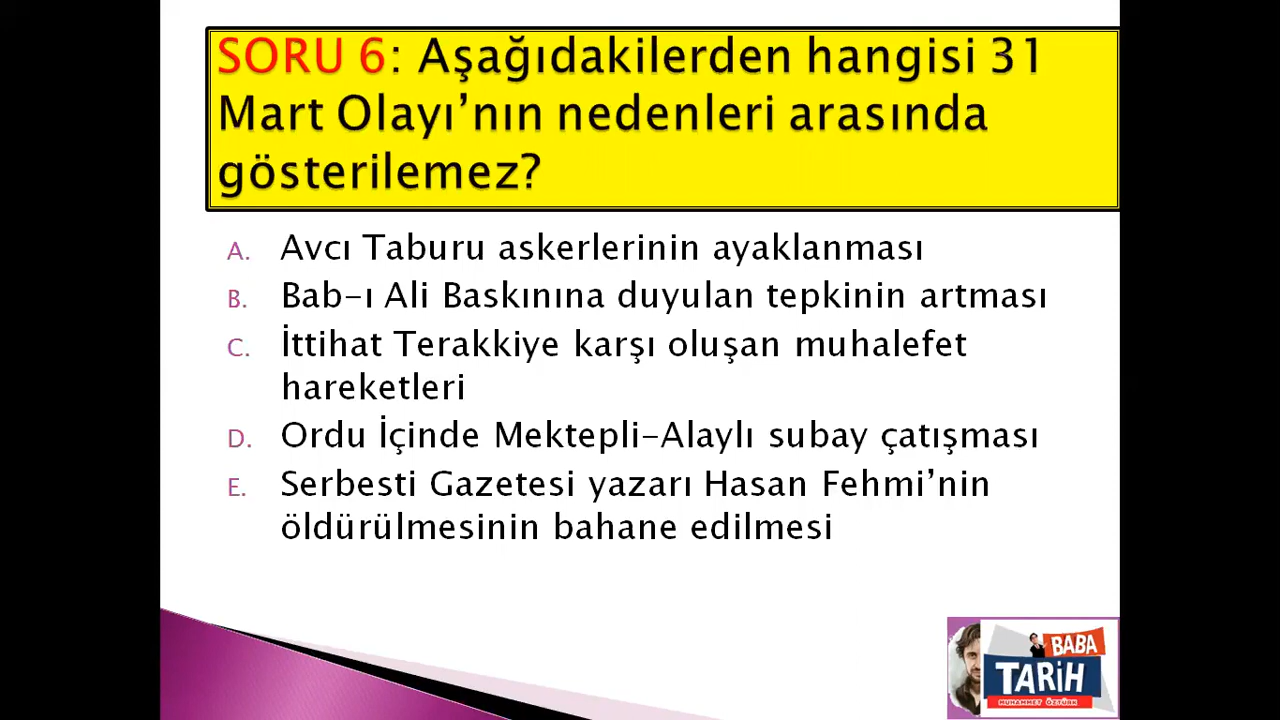 SORU 6: Aşağıdakilerden hangisi 31
Mart Olayı’nın nedenleri arasında
gösterilemez?
A. Avcı Taburu askerlerinin ayaklanması
B. Bab-ı Ali Baskınına duyulan tepkinin artması
C. İttihat Terakkiye karşı oluşan muhalefet
hareketleri
D. Ordu İçinde Mektepli-Alaylı subay çatışması
E. Serbesti Gazetesi yazarı Hasan Fehmi’nin
öldürülmesinin bahane edilmesi
BABA
TARİH
MUHAMMET ÖZTÜRK